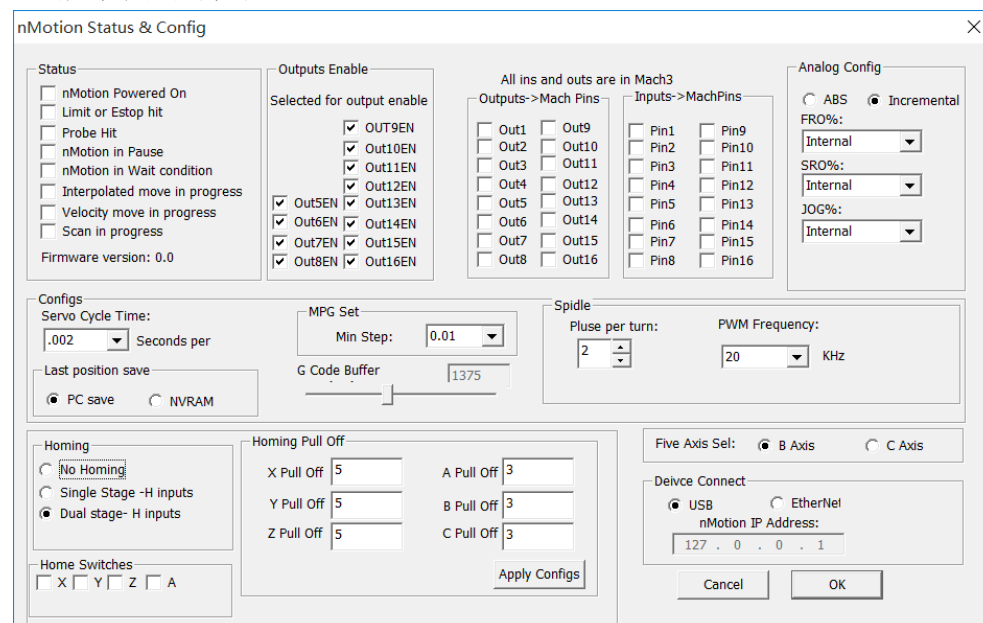 nMotion Status & Config
Status
nMotion Powered On
Limit or Estop hit
Probe Hit
nMotion in Pause
nMotion in Wait condition
Interpolated move in progress
Velocity move in progress
Scan in progress
Firmware version: 0.0
Outputs Enable
Selected for output enable
OUT9EN
Out10EN
Out11EN
Out12EN
Out5EN Out13EN
Out6EN Out14EN
Out7EN Out15EN
Out8EN Out16EN
All ins and outs are in Mach3
Outputs->Mach Pins
Out1 Out9
Out2 Out10
Out3 Out11
Out4 Out12
Out5 Out13
Out6 Out14
Out7 Out15
Out8 Out16
Inputs->MachPins
Pin1 Pin9
Pin2 Pin10
Pin3 Pin11
Pin4 Pin12
Pin5 Pin13
Pin6 Pin14
Pin7 Pin15
Pin8 Pin16
Analog Config
ABS Incremental
FRO%:
Internal
SRO%:
Internal
JOG%:
Internal
Configs
Servo Cycle Time:
.002 Seconds per
Last position save
PC save NVRAM
MPG Set
Min Step: 0.01
G Code Buffer 1375
Spidle
Pluse per turn: PWM Frequency:
2 20 KHz
Homing
No Homing
Single Stage -H inputs
Dual stage- H inputs
Home Switches
X Y Z A
Homing Pull Off
X Pull Off 5 A Pull Off 3
Y Pull Off 5 B Pull Off 3
Z Pull Off 5 C Pull Off 3
Apply Configs
Five Axis Sel: B Axis C Axis
Deivce Connect
USB EtherNet
nMotion IP Address:
127 . 0 . 0 . 1
Cancel OK